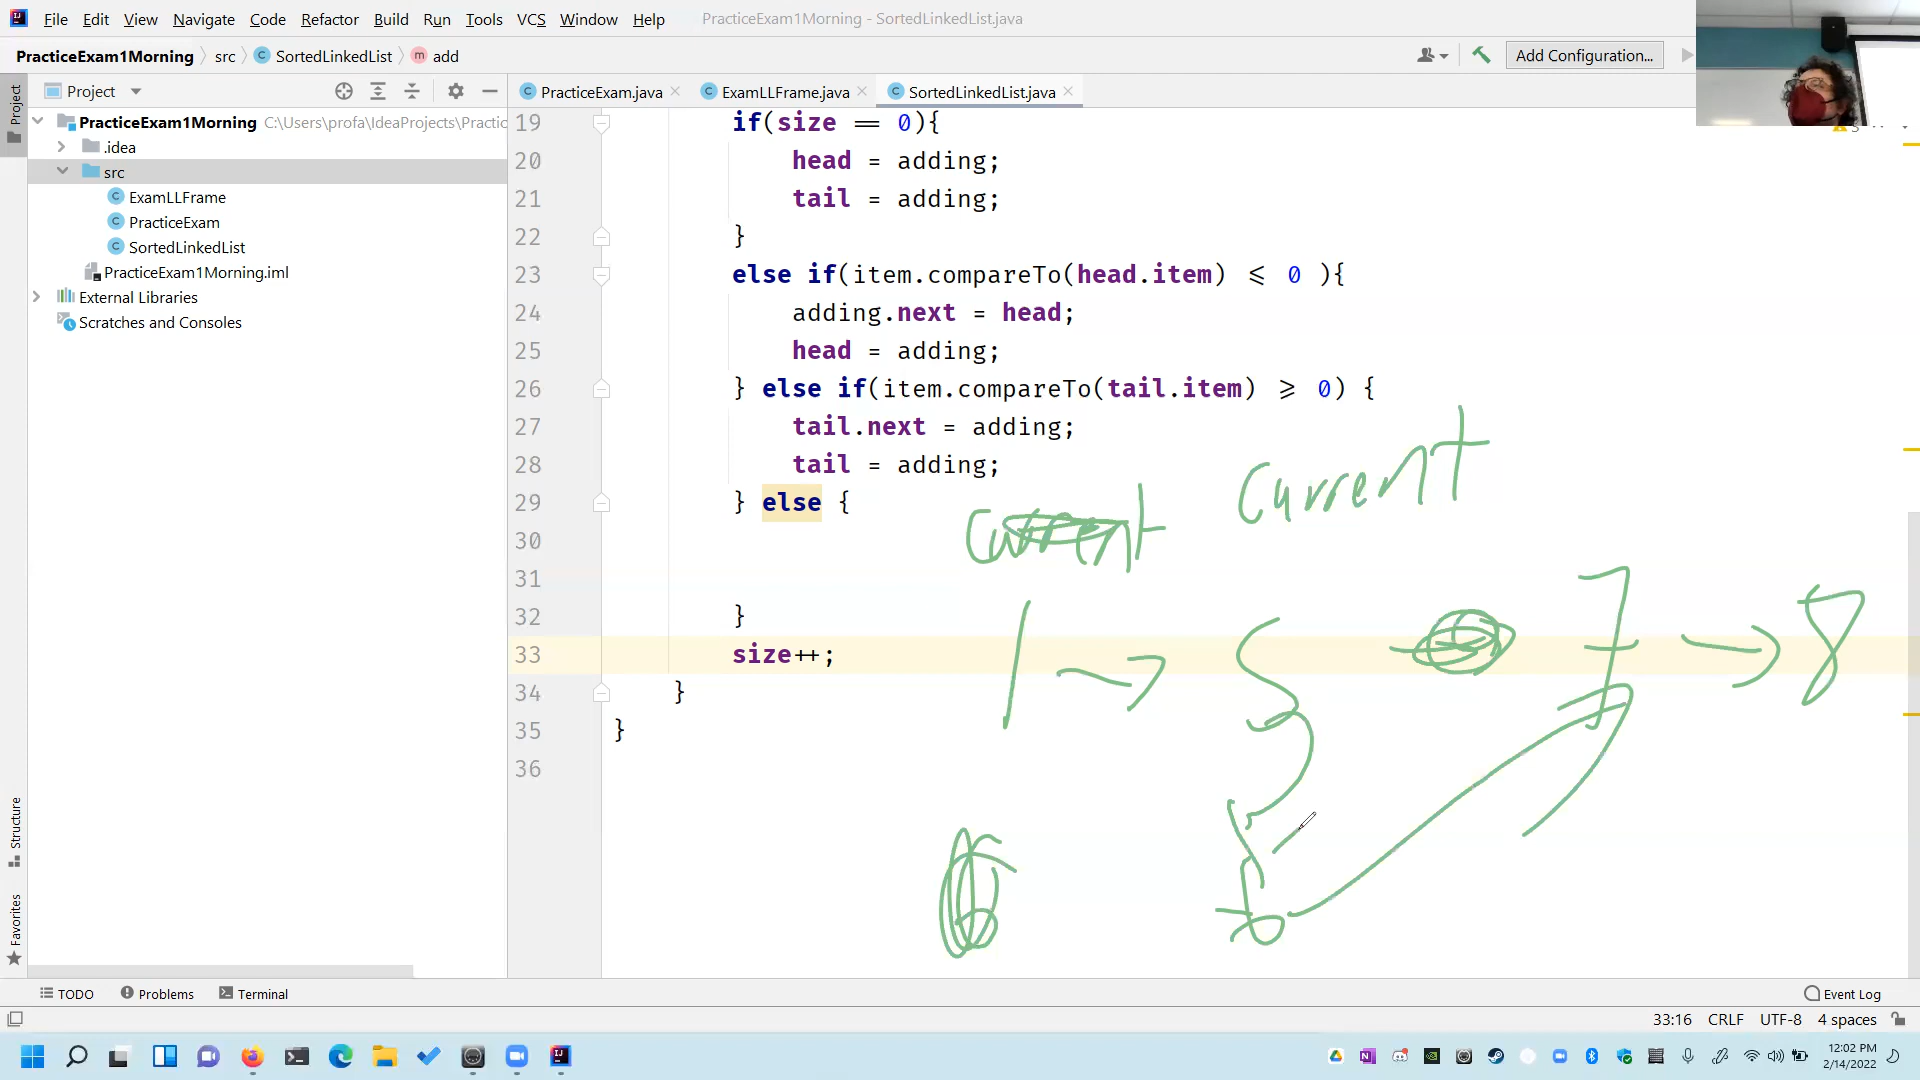 File Edit View Navigate Code Refactor Build Run Tools VCS Window Help PracticeExam1Morning - SortedLinkedList.java
PracticeExam1Morning src SortedLinkedList m add Add Configuration...
Project
PracticeExam.java ExamLLFrame.java SortedLinkedList.java
Project
PracticeExam1Morning C:\Users\profa\IdeaProjects\Practic
.idea
src
ExamLLFrame
PracticeExam
SortedLinkedList
PracticeExam1Morning.iml
External Libraries
Scratches and Consoles
19 if(size == 0){
20 head = adding;
21 tail = adding;
22 }
23 else if(item.compareTo(head.item) <= 0 ){
24 adding.next = head;
25 head = adding;
26 } else if(item.compareTo(tail.item) >= 0) {
27 tail.next = adding;
28 tail = adding;
29 } else {
30
31
32 }
33 size++;
34 }
35 }
36
current
current
1 5 7 8
6
6
Structure
Favorites
TODO Problems Terminal Event Log
33:16 CRLF UTF-8 4 spaces
12:02 PM
2/14/2022